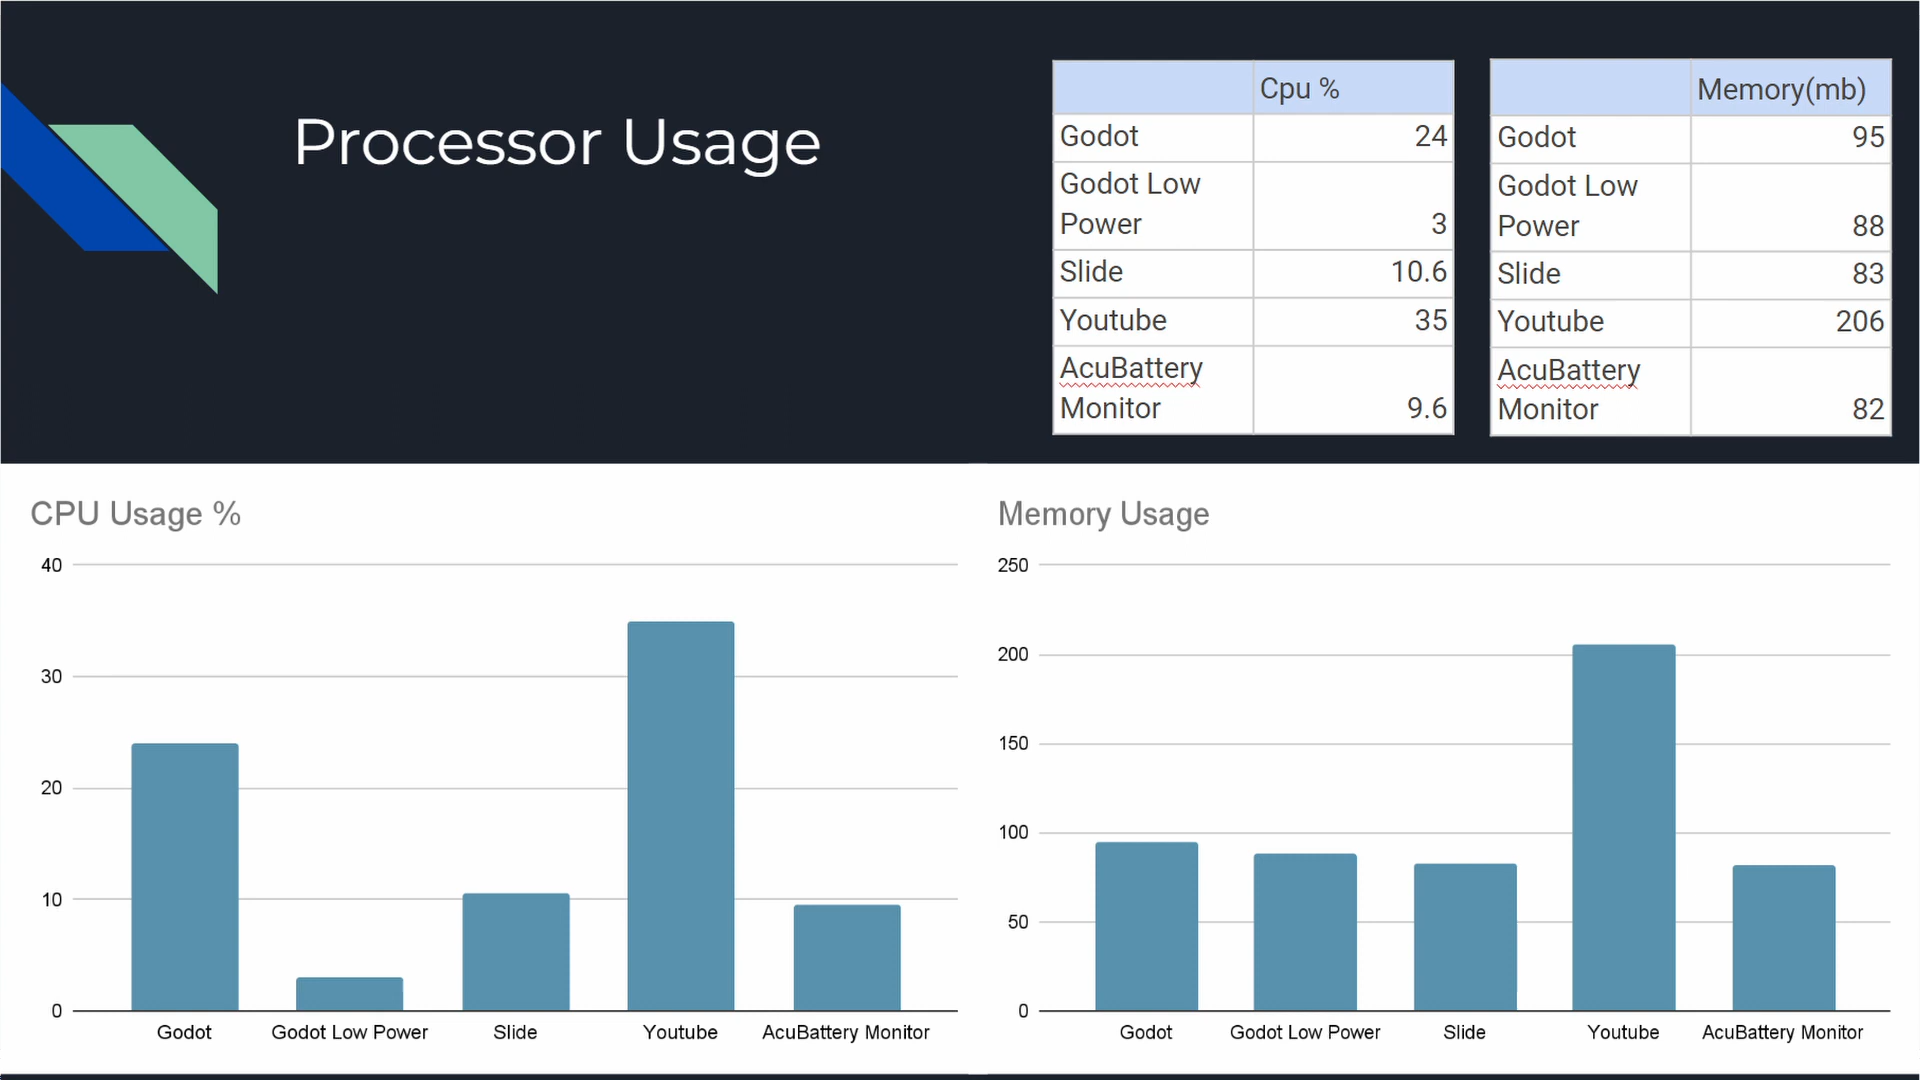 Processor Usage
Cpu %
Godot 24
Godot Low
Power 3
Slide 10.6
Youtube 35
AcuBattery
Monitor 9.6
Memory(mb)
Godot 95
Godot Low
Power 88
Slide 83
Youtube 206
AcuBattery
Monitor 82
CPU Usage %
40
30
20
10
0
Godot Godot Low Power Slide Youtube AcuBattery Monitor
Memory Usage
250
200
150
100
50
0
Godot Godot Low Power Slide Youtube AcuBattery Monitor